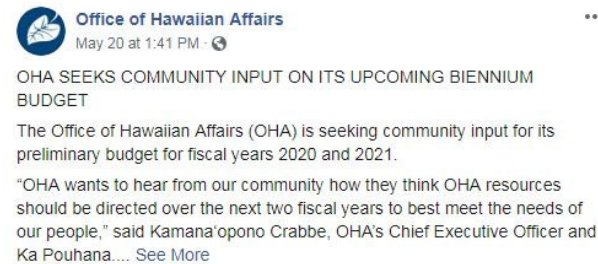 Office of Hawaiian Affairs
May 20 at 1:41 PM ·
OHA SEEKS COMMUNITY INPUT ON ITS UPCOMING BIENNIUM
BUDGET
The Office of Hawaiian Affairs (OHA) is seeking community input for its
preliminary budget for fiscal years 2020 and 2021.
“OHA wants to hear from our community how they think OHA resources
should be directed over the next two fiscal years to best meet the needs of
our people,” said Kamanaʻopono Crabbe, OHA’s Chief Executive Officer and
Ka Pouhana.... See More